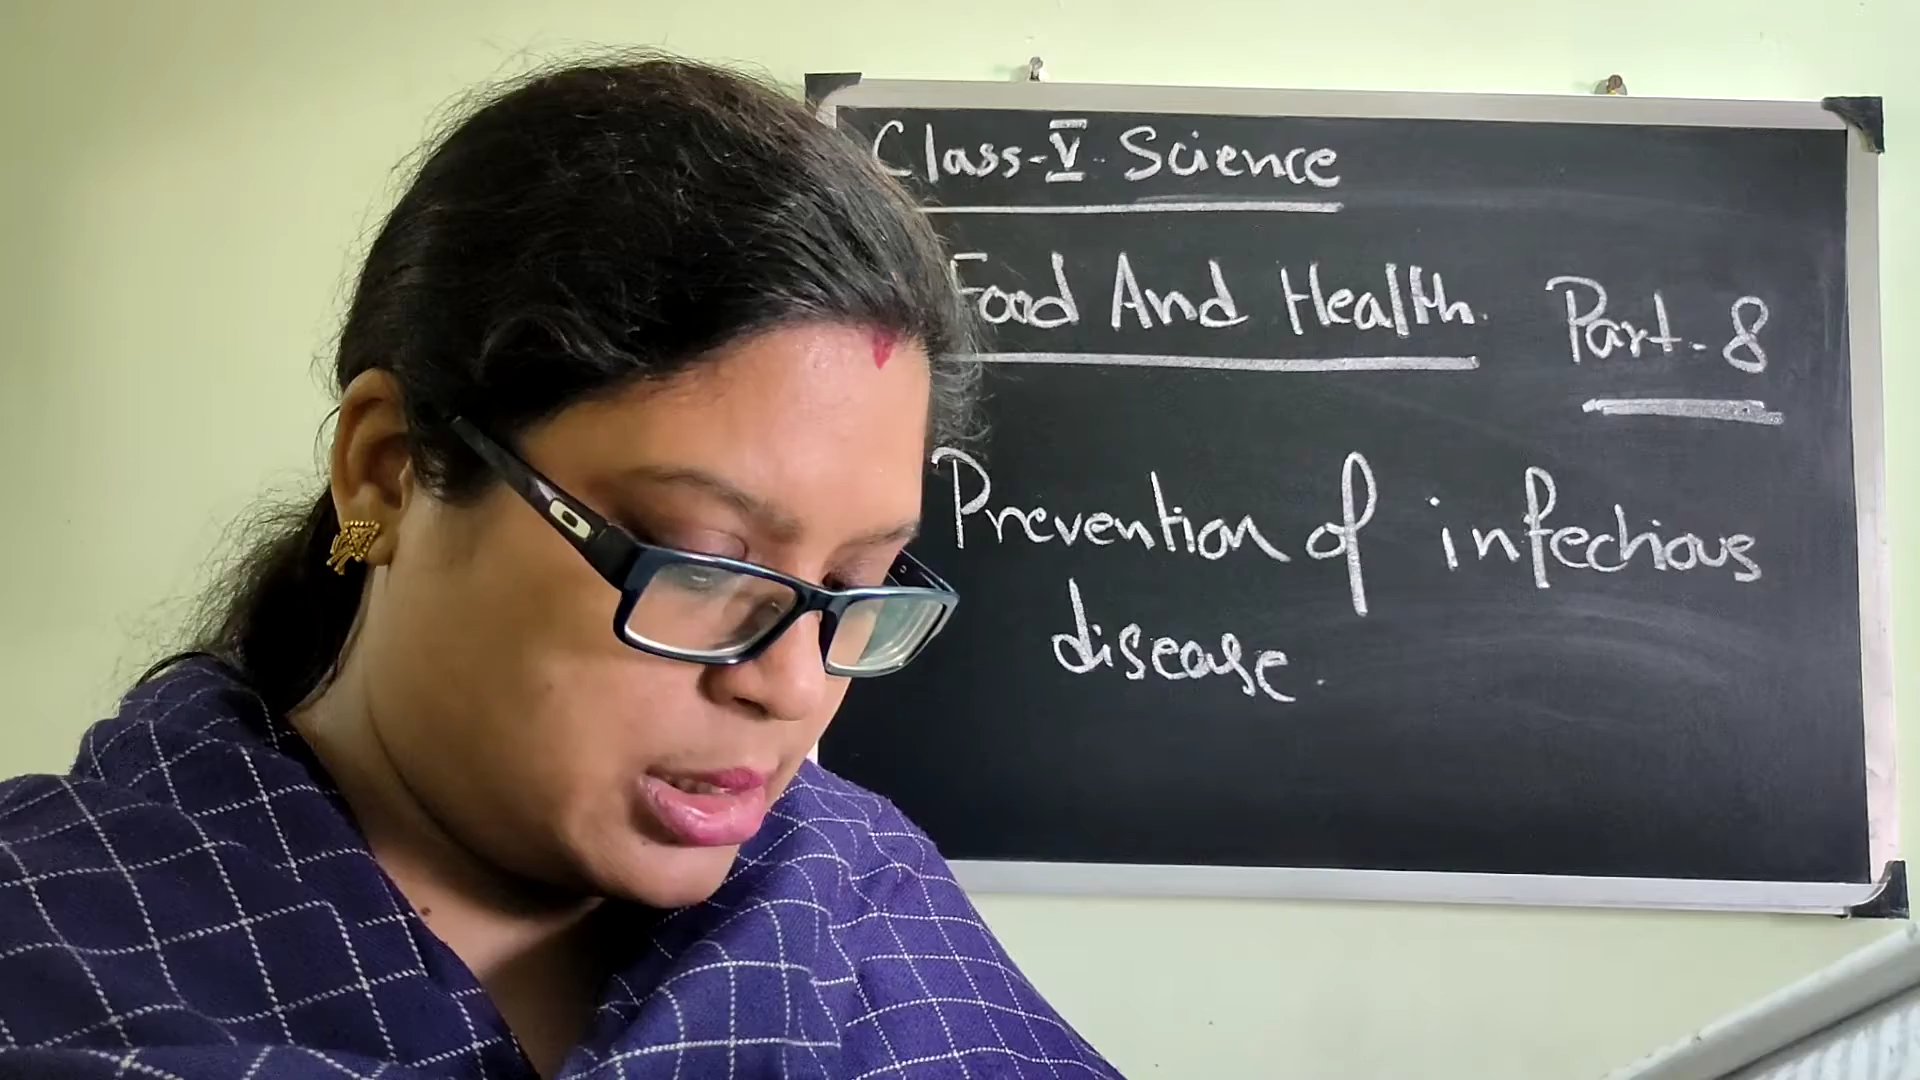 Class-V Science
Food And Health. Part-8
Prevention of infectious
disease.